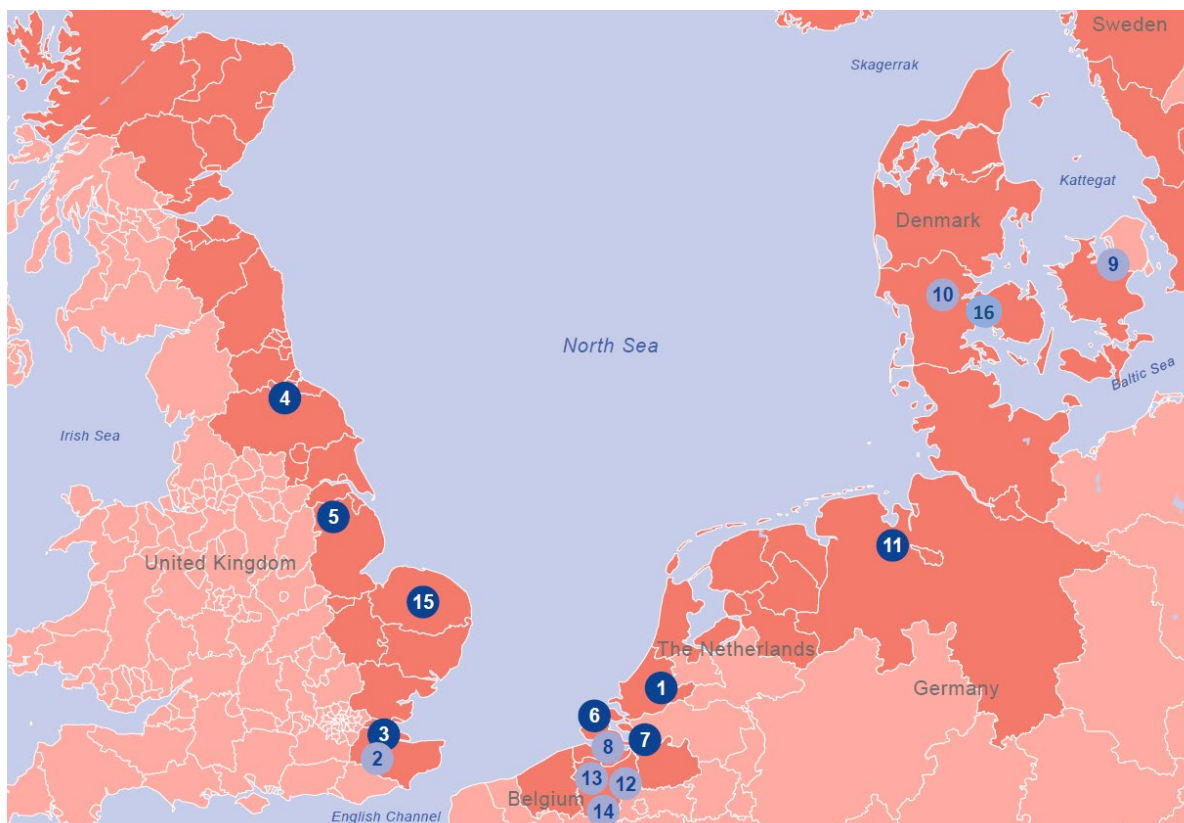 Sweden
Skagerrak
Kattegat
Denmark
9
10
16
North Sea
Baltic Sea
4
Irish Sea
5
11
United Kingdom
15
The Netherlands
1
Germany
6
3
7
8
2
13
12
Belgium
14
English Channel